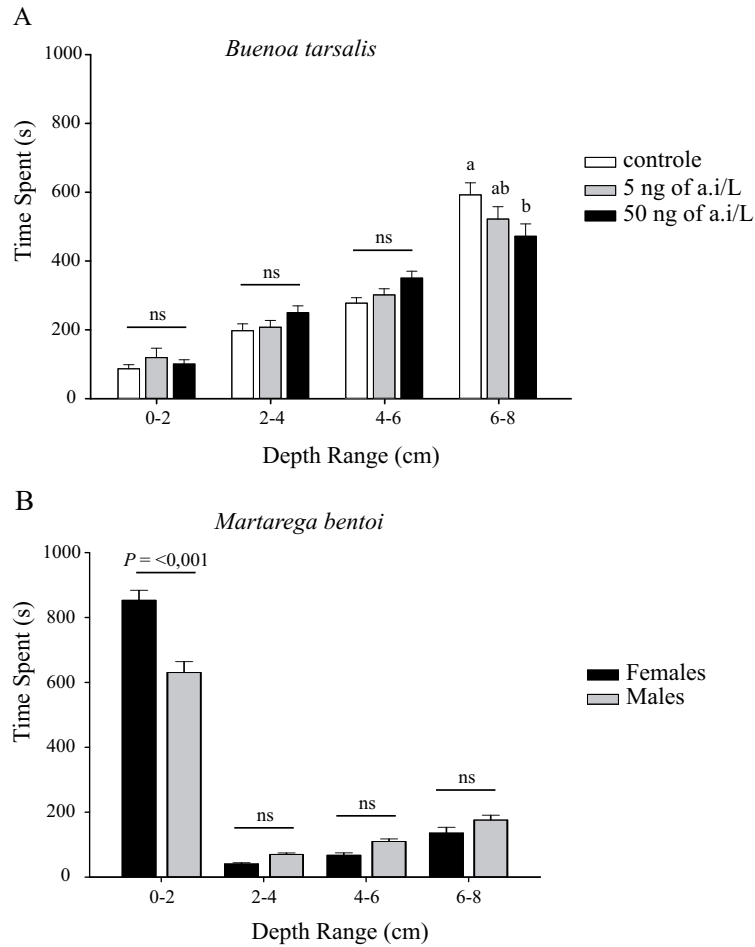 A
Buenoa tarsalis
1000
800
600
400
200
0
Time Spent (s)
ns
ns
ns
a
ab
b
0-2
2-4
4-6
6-8
Depth Range (cm)
controle
5 ng of a.i/L
50 ng of a.i/L
B
Martarega bentoi
1000
800
600
400
200
0
Time Spent (s)
P = <0,001
ns
ns
ns
0-2
2-4
4-6
6-8
Depth Range (cm)
Females
Males